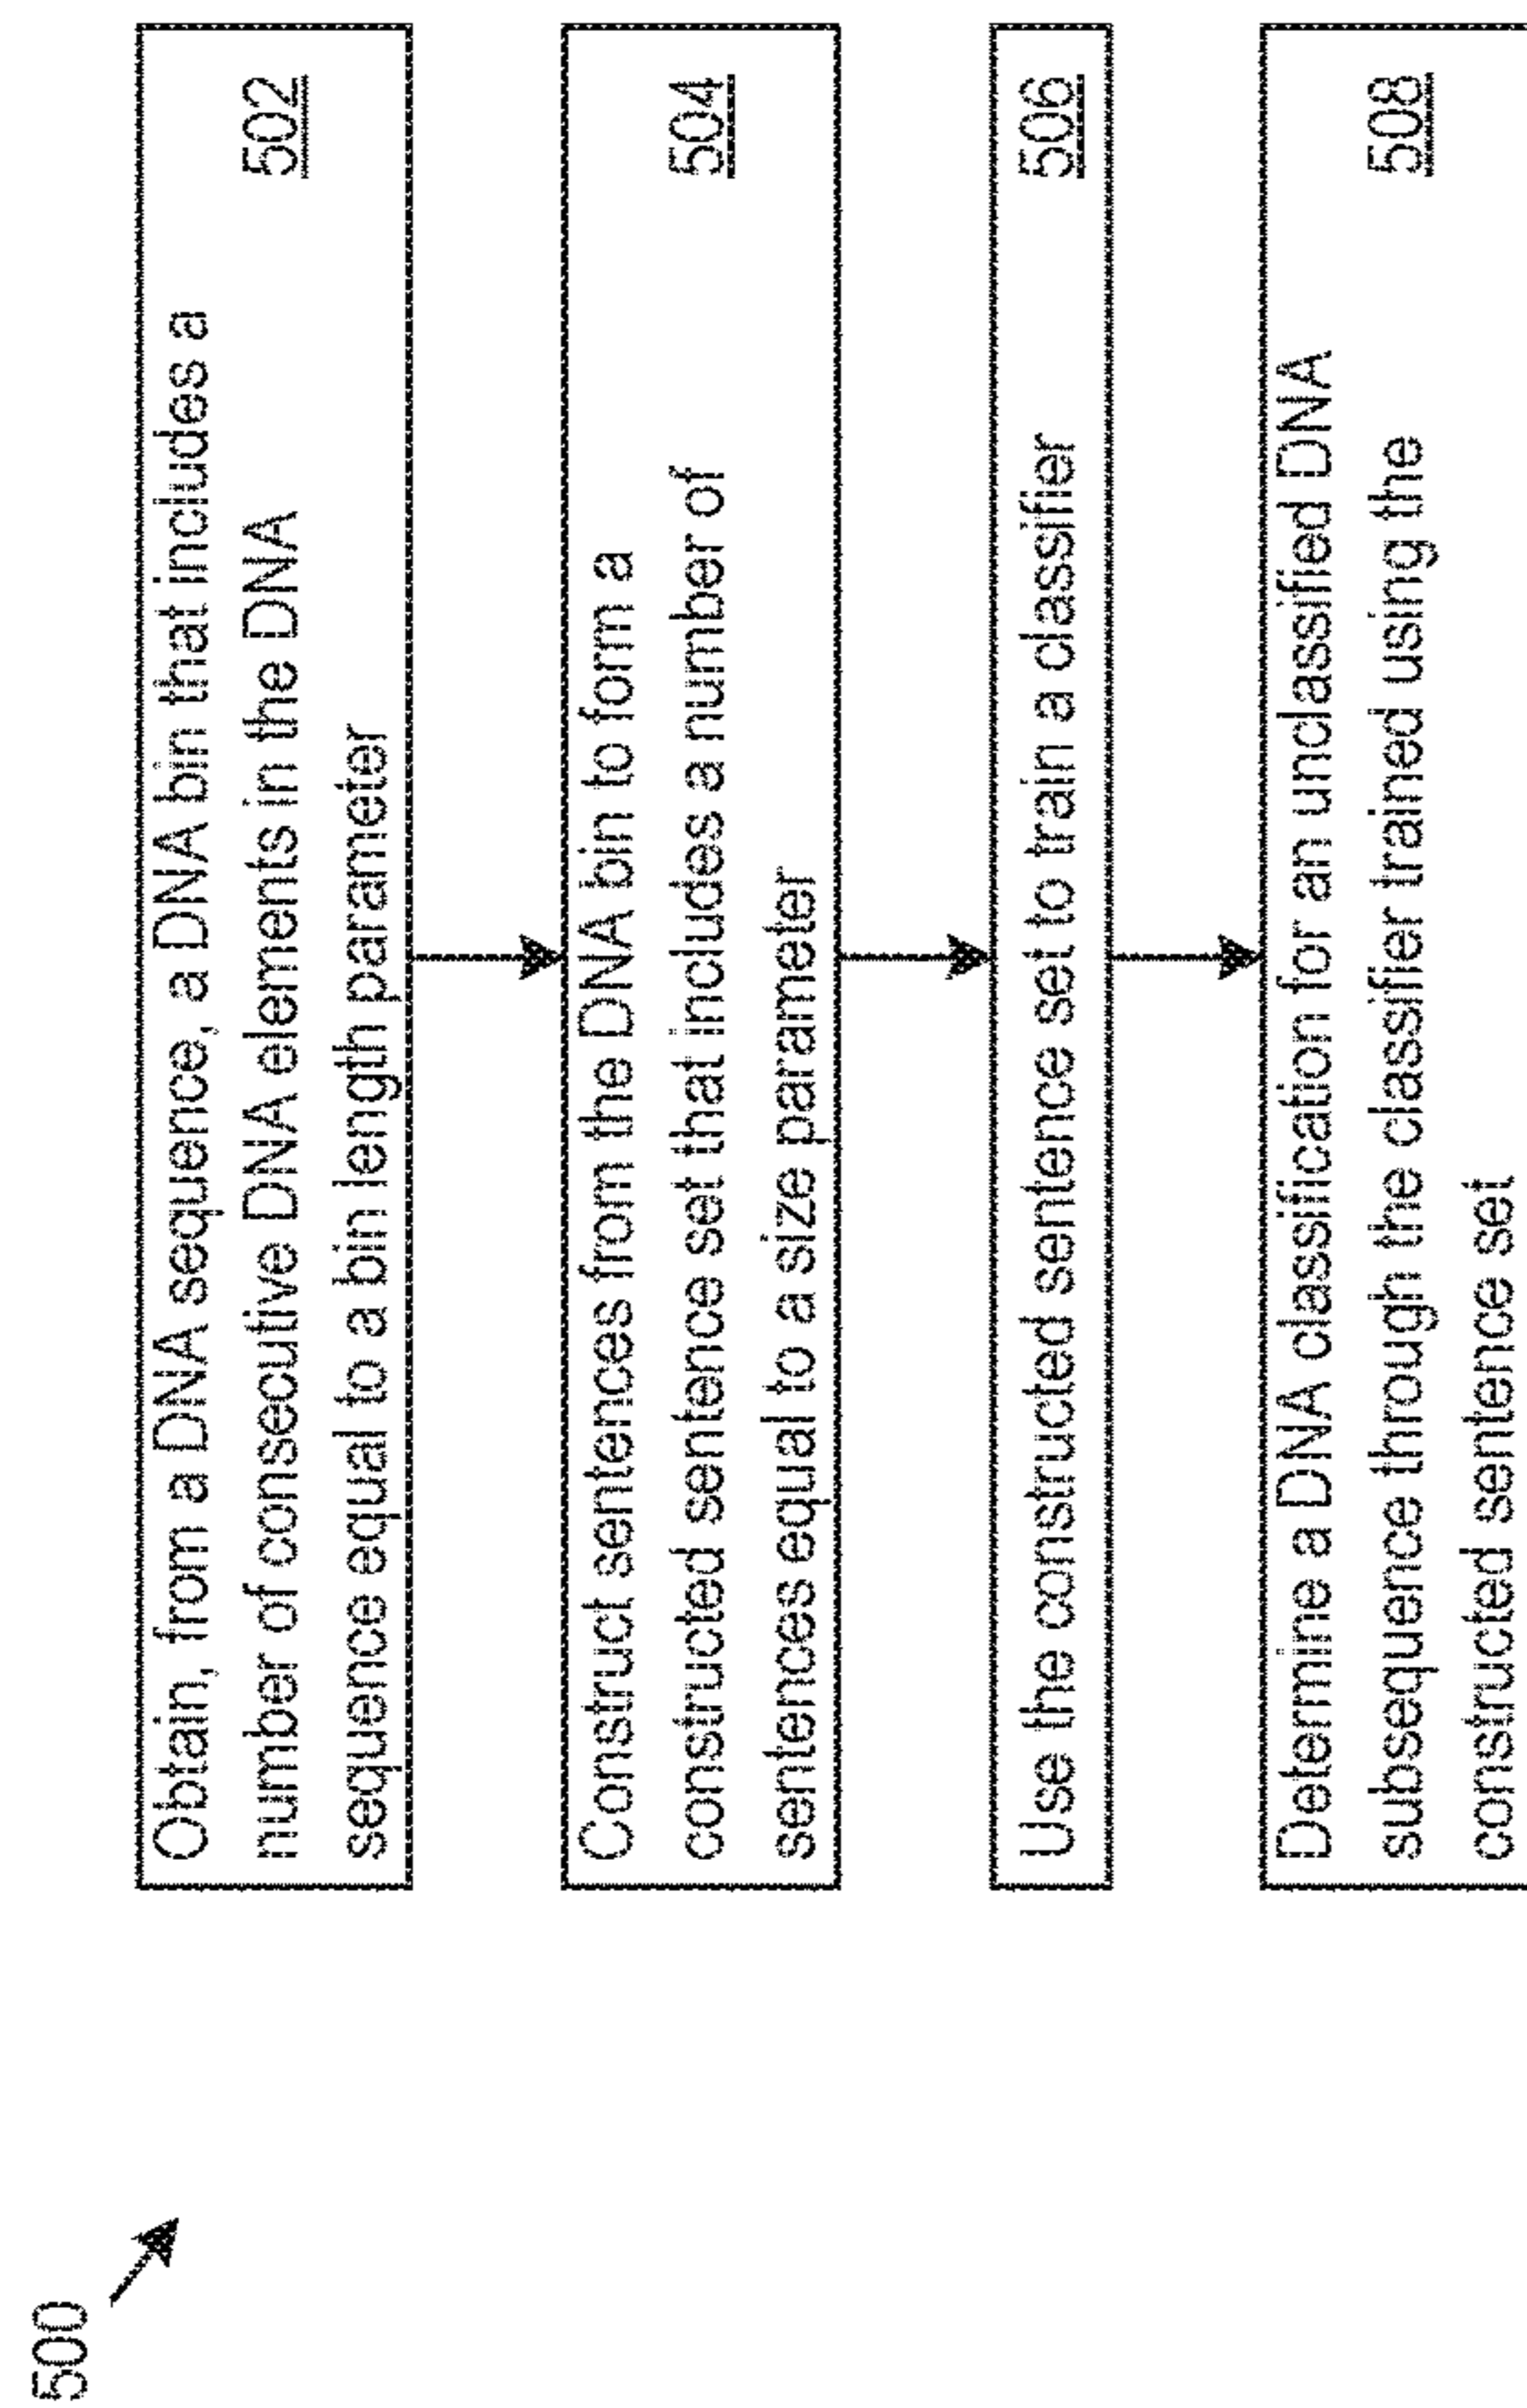 500
Obtain, from a DNA sequence, a DNA bin that includes a
number of consecutive DNA elements in the DNA 502
sequence equal to a bin length parameter
Construct sentences from the DNA bin to form a
constructed sentence set that includes a number of 504
sentences equal to a size parameter
Use the constructed sentence set to train a classifier 506
Determine a DNA classification for an unclassified DNA
subsequence through the classifier trained using the 508
constructed sentence set